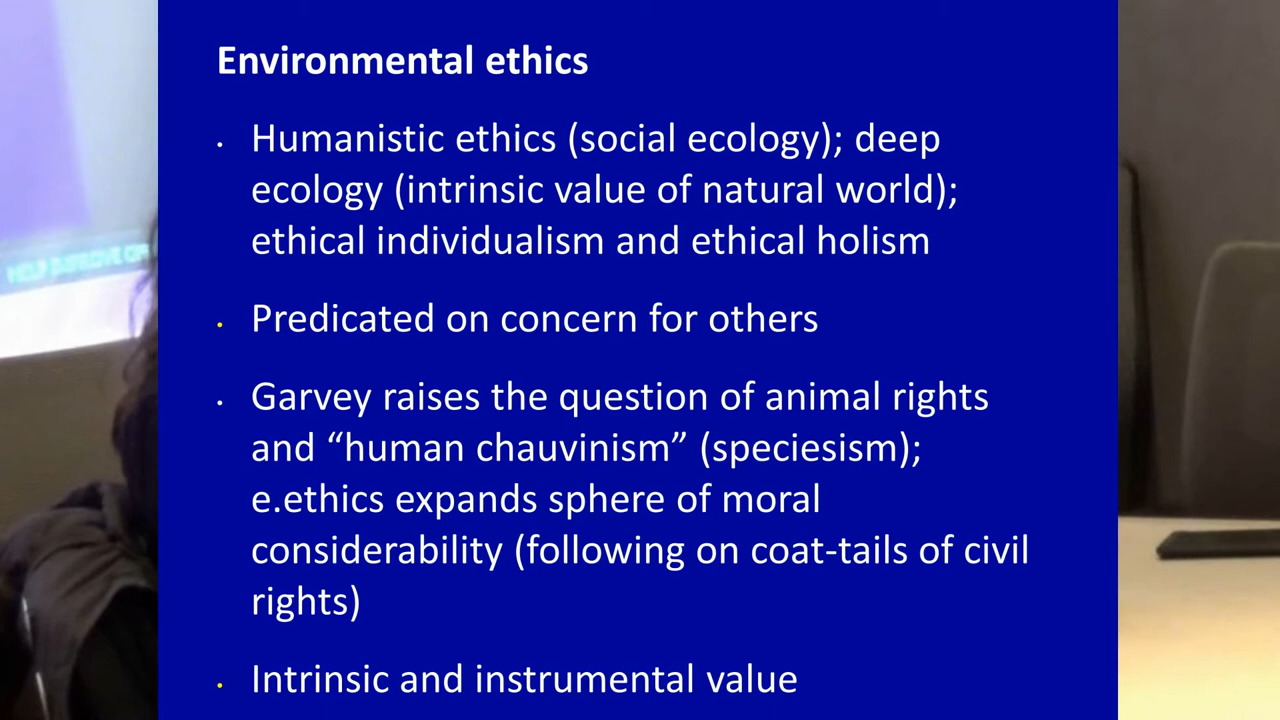 Environmental ethics
• Humanistic ethics (social ecology); deep
ecology (intrinsic value of natural world);
ethical individualism and ethical holism
• Predicated on concern for others
• Garvey raises the question of animal rights
and “human chauvinism” (speciesism);
e.ethics expands sphere of moral
considerability (following on coat-tails of civil
rights)
• Intrinsic and instrumental value
HELP IMPROVE